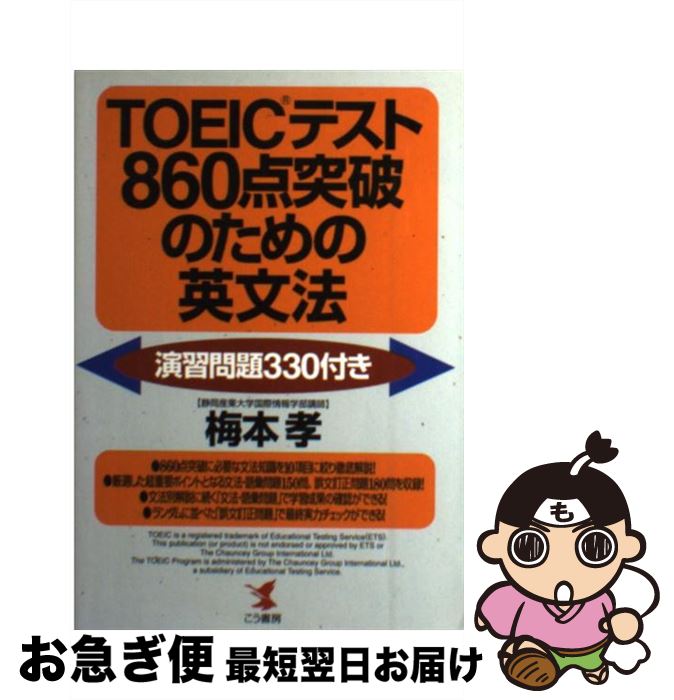 TOEIC®テスト
860点突破
のための
英文法
演習問題330付き
【静岡産業大学国際情報学部講師】
梅本 孝
●860点突破に必要な文法知識を10項目に絞り徹底解説!
●厳選した超重要ポイントとなる文法・語彙問題150問、誤文訂正問題180問を収録!
●文法別解説に続く「文法・語彙問題」で学習成果の確認ができる!
●ランダムに並べた「誤文訂正問題」で最終実力チェックができる!
TOEIC is a registered trademark of Educational Testing Service(ETS).
This publication (or product) is not endorsed or approved by ETS or
The Chauncey Group International Ltd.
The TOEIC Program is administered by The Chauncey Group International Ltd.,
a subsidiary of Educational Testing Service.
こう書房
も
お急ぎ便 最短翌日お届け